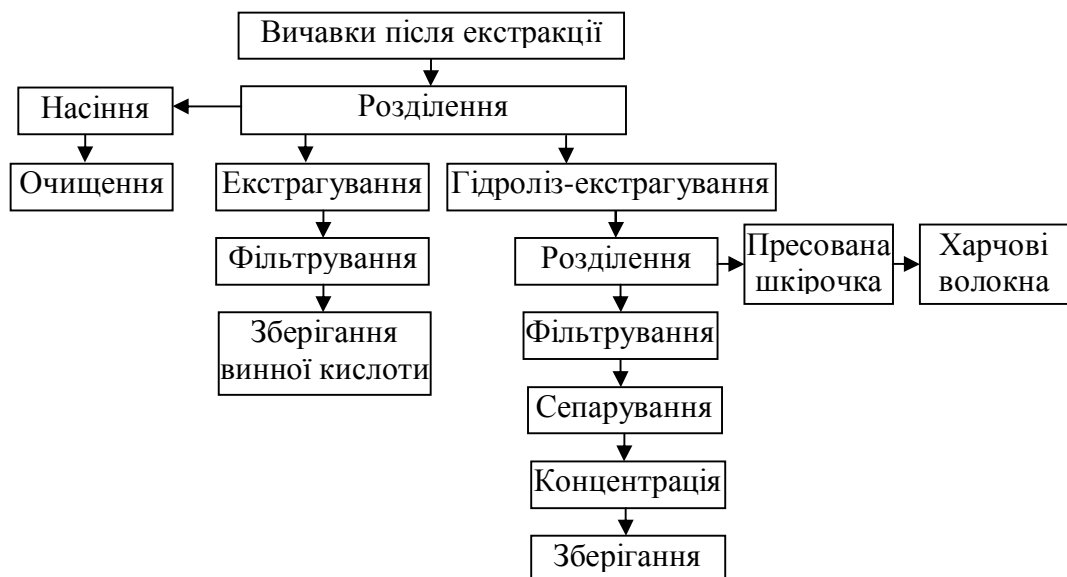 Вичавки після екстракції
Насіння
Розділення
Очищення
Екстрагування
Гідроліз-екстрагування
Фільтрування
Розділення
Пресована
шкірочка
Харчові
волокна
Зберігання
винної кислоти
Фільтрування
Сепарування
Концентрація
Зберігання